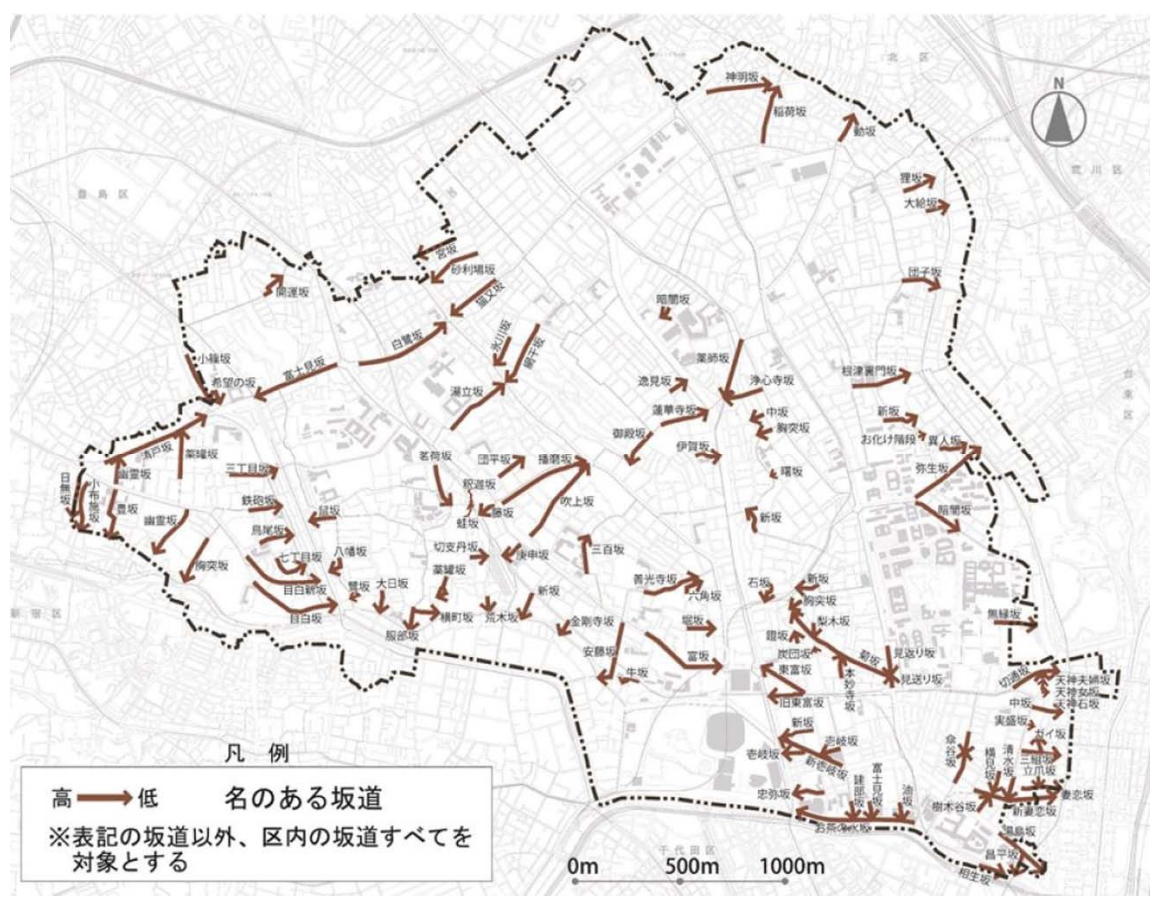 神明坂
北 区
N
稲荷坂
動坂
荒 川 区
狸坂
豊 島 区
大給坂
宮坂
砂利場坂
団子坂
開運坂
猫又坂
暗闇坂
白鷺坂
氷川坂
網干坂
小篠坂
薬師坂
富士見坂
根津裏門坂
希望の坂
逸見坂
浄心寺坂
台東区
湯立坂
蓮華寺坂
中坂
新坂
胸突坂
御殿坂
お化け階段
異人坂
清戸坂
薬罐坂
伊賀坂
茗荷坂
団平坂
播磨坂
弥生坂
幽霊坂
三丁目坂
曙坂
日無坂
小布施坂
釈迦坂
鉄砲坂
吹上坂
豊坂
藤坂
暗闇坂
幽霊坂
鼠坂
蛙坂
新坂
鳥尾坂
切支丹坂
庚申坂
三百坂
七丁目坂
八幡坂
胸突坂
薬罐坂
善光寺坂
石坂
新坂
目白新坂
鷺坂
大日坂
六角坂
胸突坂
新宿区
新坂
無縁坂
目白坂
横町坂
荒木坂
金剛寺坂
堀坂
梨木坂
服部坂
鐙坂
安藤坂
富坂
炭団坂
菊坂
見返り坂
牛坂
東富坂
本妙寺坂
見送り坂
切通坂
天神夫婦坂
天神女坂
天神石坂
旧東富坂
中坂
実盛坂
新坂
ガイ坂
壱岐坂
壱岐坂
傘谷坂
清水坂
横見坂
三組坂
新壱岐坂
立爪坂
凡 例
忠弥坂
建部坂
富士見坂
油坂
妻恋坂
高 低 名のある坂道
樹木谷坂
新妻恋坂
お茶の水坂
湯島坂
※表記の坂道以外、区内の坂道すべてを
対象とする
千代田区
昌平坂
相生坂
0m 500m 1000m